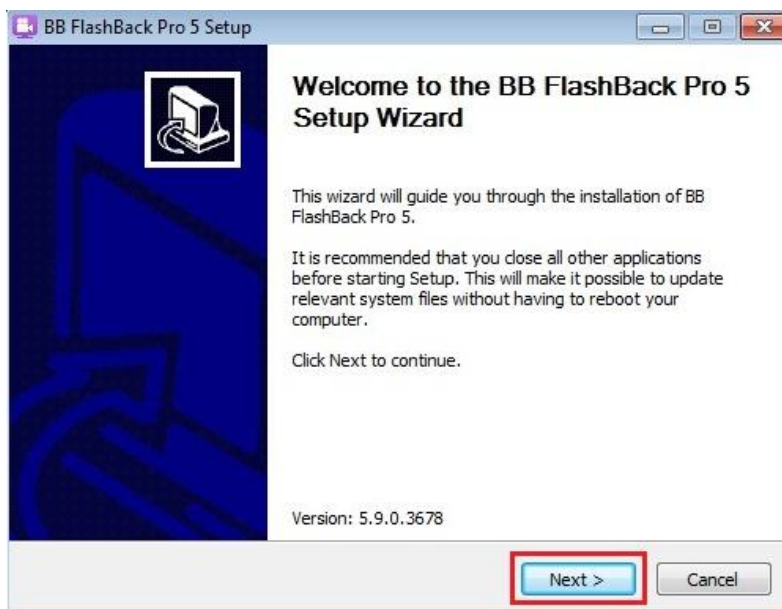 BB FlashBack Pro 5 Setup
Welcome to the BB FlashBack Pro 5
Setup Wizard
This wizard will guide you through the installation of BB
FlashBack Pro 5.
It is recommended that you close all other applications
before starting Setup. This will make it possible to update
relevant system files without having to reboot your
computer.
Click Next to continue.
Version: 5.9.0.3678
Next >
Cancel